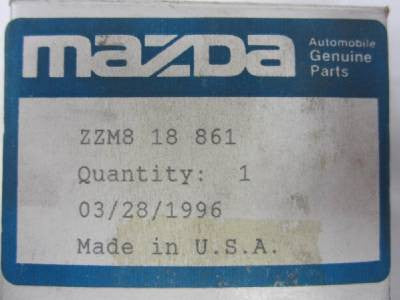 mazda
Automobile
Genuine
Parts
ZZM8 18 861
Quantity: 1
03/28/1996
Made in U.S.A.